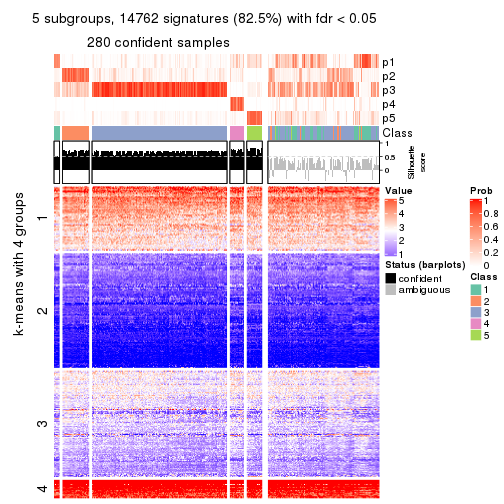 5 subgroups, 14762 signatures (82.5%) with fdr < 0.05
280 confident samples
p1
p2
p3
p4
p5
Class
1
0.5
0
Silhouette
score
k-means with 4 groups
1
2
3
4
Value
5
4
3
2
1
Status (barplots)
confident
ambiguous
Prob
1
0.8
0.6
0.4
0.2
0
Class
1
2
3
4
5